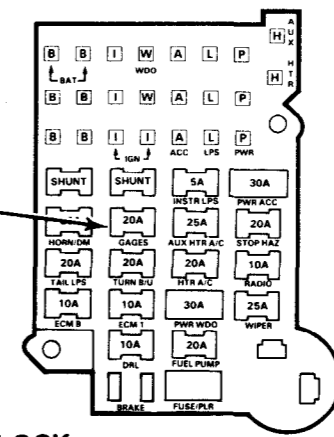 AUX HTR
H
B B I W A L P
BAT WDO
H
B B I W A L P
B B I I A L P
IGN ACC LPS PWR
SHUNT SHUNT 5A 30A
INSTR LPS PWR ACC
20A 25A 20A
HORN/DM GAGES AUX HTR A/C STOP HAZ
20A 20A 20A 10A
TAIL LPS TURN B/U HTR A/C RADIO
10A 10A 30A 25A
ECM B ECM 1 PWR WDO WIPER
10A 20A
DRL FUEL PUMP
BRAKE FUSE/PLR